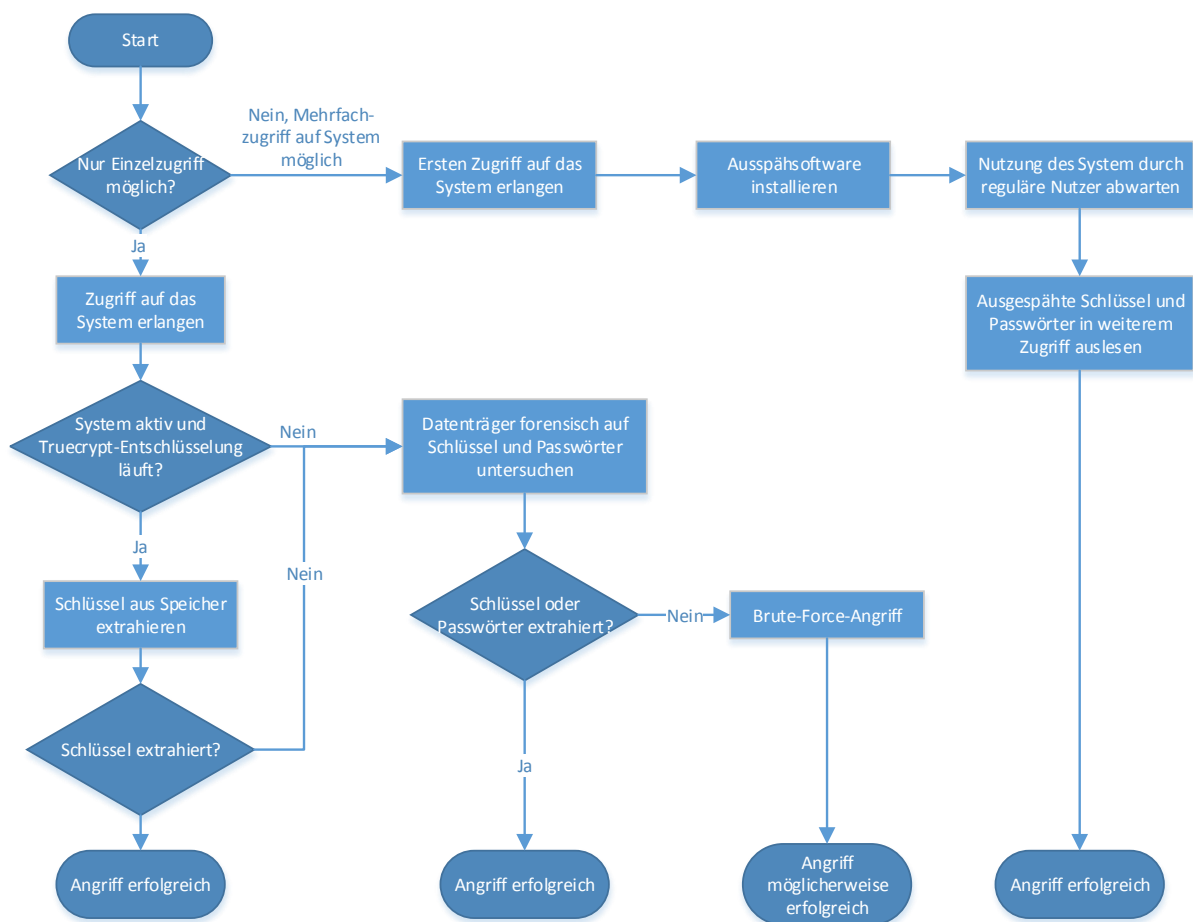 Start
Nein, Mehrfach-
zugriff auf System
möglich
Nur Einzelzugriff
möglich?
Ersten Zugriff auf das
System erlangen
Ausspähsoftware
installieren
Nutzung des System durch
reguläre Nutzer abwarten
Ja
Zugriff auf das
System erlangen
Ausgespähte Schlüssel und
Passwörter in weiterem
Zugriff auslesen
System aktiv und
Truecrypt-Entschlüsselung
läuft?
Nein
Datenträger forensisch auf
Schlüssel und Passwörter
untersuchen
Ja
Nein
Schlüssel aus Speicher
extrahieren
Schlüssel oder
Passwörter extrahiert?
Nein
Brute-Force-Angriff
Schlüssel extrahiert?
Ja
Angriff erfolgreich
Angriff erfolgreich
Angriff
möglicherweise
erfolgreich
Angriff erfolgreich